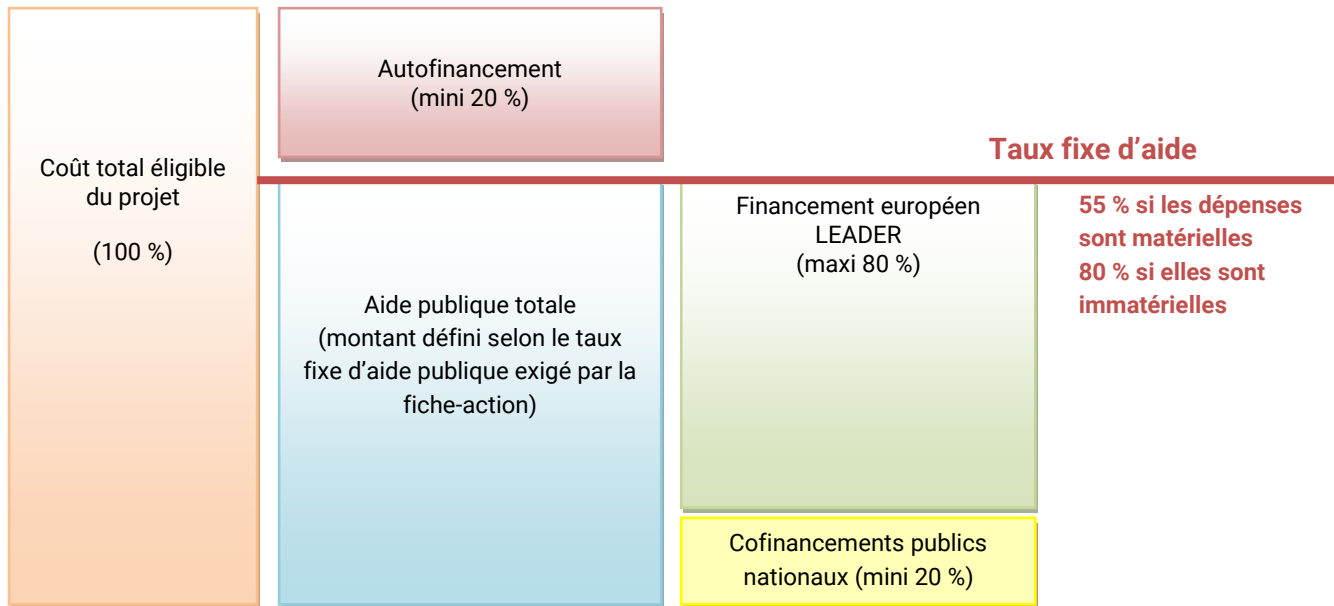 Coût total éligible
du projet
(100 %)
Autofinancement
(mini 20 %)
Aide publique totale
(montant défini selon le taux
fixe d’aide publique exigé par la
fiche-action)
Financement européen
LEADER
(maxi 80 %)
Cofinancements publics
nationaux (mini 20 %)
Taux fixe d’aide
55 % si les dépenses
sont matérielles
80 % si elles sont
immatérielles